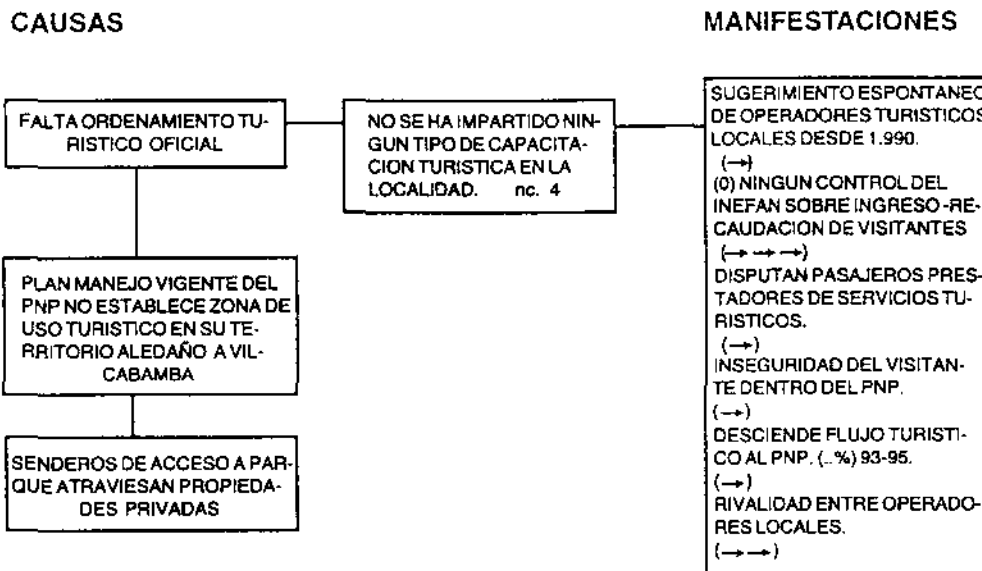 CAUSAS
MANIFESTACIONES
FALTA ORDENAMIENTO TU-
RISTICO OFICIAL
NO SE HA IMPARTIDO NIN-
GUN TIPO DE CAPACITA-
CION TURISTICA EN LA
LOCALIDAD. nc. 4
PLAN MANEJO VIGENTE DEL
PNP NO ESTABLECE ZONA DE
USO TURISTICO EN SU TE-
RRITORIO ALEDAÑO A VIL-
CABAMBA
SENDEROS DE ACCESO A PAR-
QUE ATRAVIESAN PROPIEDA-
DES PRIVADAS
SUGERIMIENTO ESPONTANEO
DE OPERADORES TURISTICOS
LOCALES DESDE 1.990.
(→)
(0) NINGUN CONTROL DEL
INEFAN SOBRE INGRESO-RE-
CAUDACION DE VISITANTES
(→ → →)
DISPUTAN PASAJEROS PRES-
TADORES DE SERVICIOS TU-
RISTICOS.
(→)
INSEGURIDAD DEL VISITAN-
TE DENTRO DEL PNP.
(→)
DESCIENDE FLUJO TURISTI-
CO AL PNP. (..%) 93-95.
(→)
RIVALIDAD ENTRE OPERADO-
RES LOCALES.
(→ →)